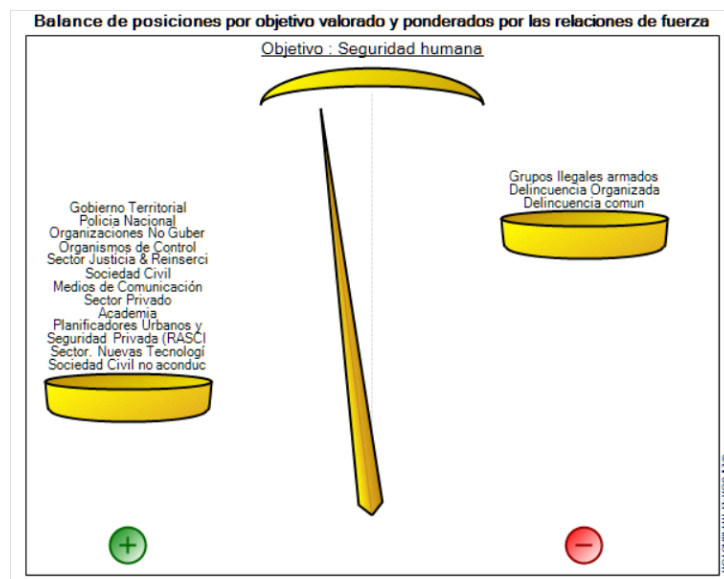 Balance de posiciones por objetivo valorado y ponderados por las relaciones de fuerza
Objetivo : Seguridad humana
Gobierno Territorial
Policia Nacional
Organizaciones No Guber
Organismos de Control
Sector Justicia & Reinserci
Sociedad Civil
Medios de Comunicación
Sector Privado
Academia
Planificadores Urbanos y
Seguridad Privada (RASCI
Sector. Nuevas Tecnologí
Sociedad Civil no aconduc
Grupos Ilegales armados
Delincuencia Organizada
Delincuencia comun
+
−